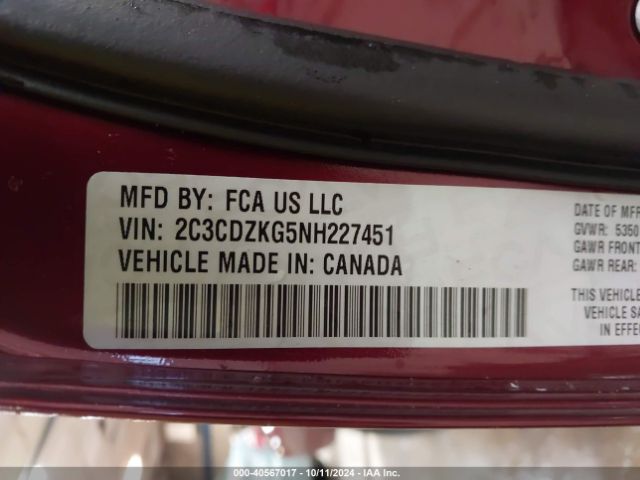 MFD BY: FCA US LLC
VIN: 2C3CDZKG5NH227451
VEHICLE MADE IN: CANADA
DATE OF MFR
GVWR: 5350
GAWR FRONT
GAWR REAR:
THIS VEHICLE
VEHICLE SA
IN EFFE
000-40567017 - 10/11/2024 - IAA Inc.